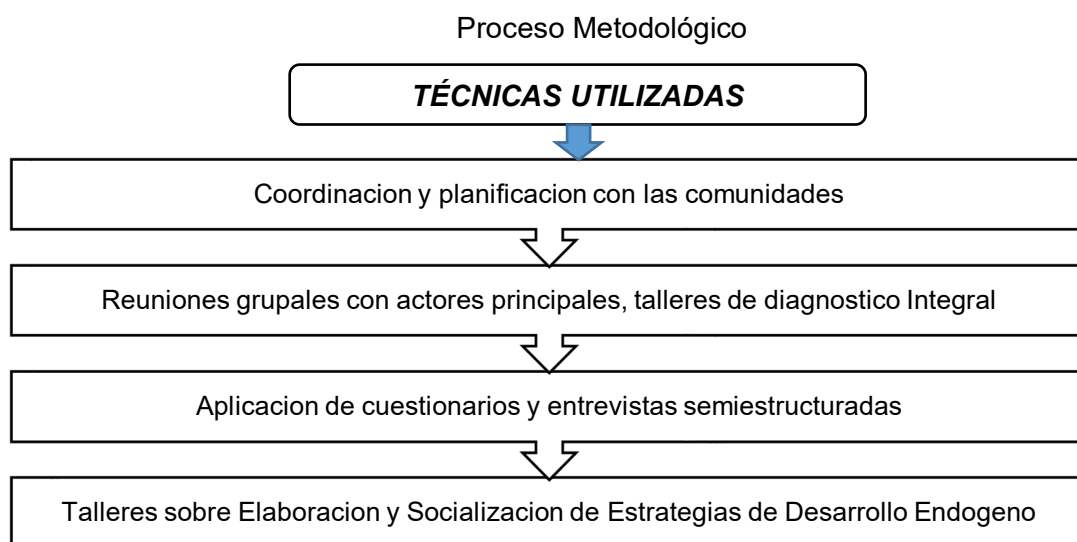 Proceso Metodológico
TÉCNICAS UTILIZADAS
Coordinacion y planificacion con las comunidades
Reuniones grupales con actores principales, talleres de diagnostico Integral
Aplicacion de cuestionarios y entrevistas semiestructuradas
Talleres sobre Elaboracion y Socializacion de Estrategias de Desarrollo Endogeno